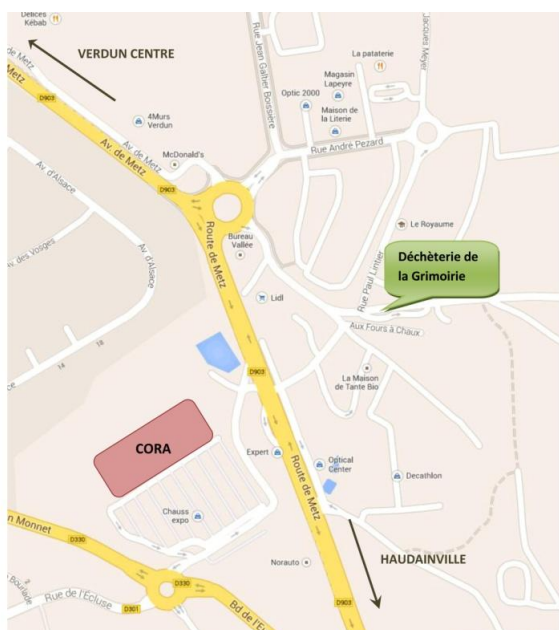 Délices
Kébab
VERDUN CENTRE
Rue Jean Galtier Boissière
Jacques Meyer
La pataterie
Magasin
Lapeyre
Optic 2000
Maison de
la Literie
Metz
D903
4Murs
Verdun
Av. de Metz
Av. de Metz
McDonald's
Rue André Pezard
Av. d'Alsace
D903
Av. des Vosges
Av. d'Alsace
Route de Metz
Bureau
Vallée
Le Royaume
Rue Paul Lintier
Déchèterie de
la Grimoirie
Lidl
Aux Fours à Chaux
D903
La Maison
de Tante Bio
CORA
Expert
Route de Metz
Optical
Center
Decathlon
Chauss
expo
n Monnet
D330
HAUDAINVILLE
Norauto
Rue de l'Écluse
D301
D330
Bd de l'E
D903